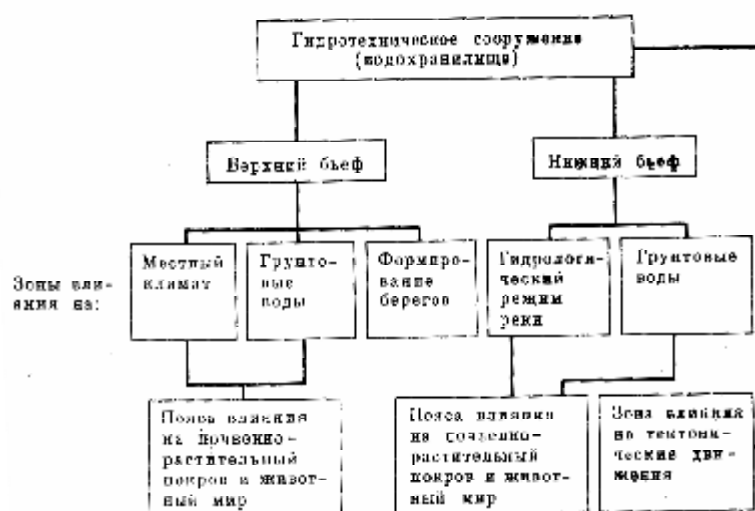 Гидротехническое сооружение
(водохранилище)
Верхний бьеф
Нижний бьеф
Зоны вли-
яния на:
Местный
климат
Грунто-
вые
воды
Формиро-
вание
берегов
Гидрологи-
ческий
режим
реки
Грунтовые
воды
Пояса влияния
на почвенно-
растительный
покров и живот-
ный мир
Пояса влияния
на почвенно-
растительный
покров и живот-
ный мир
Зона влияния
на тектони-
ческие дви-
жения